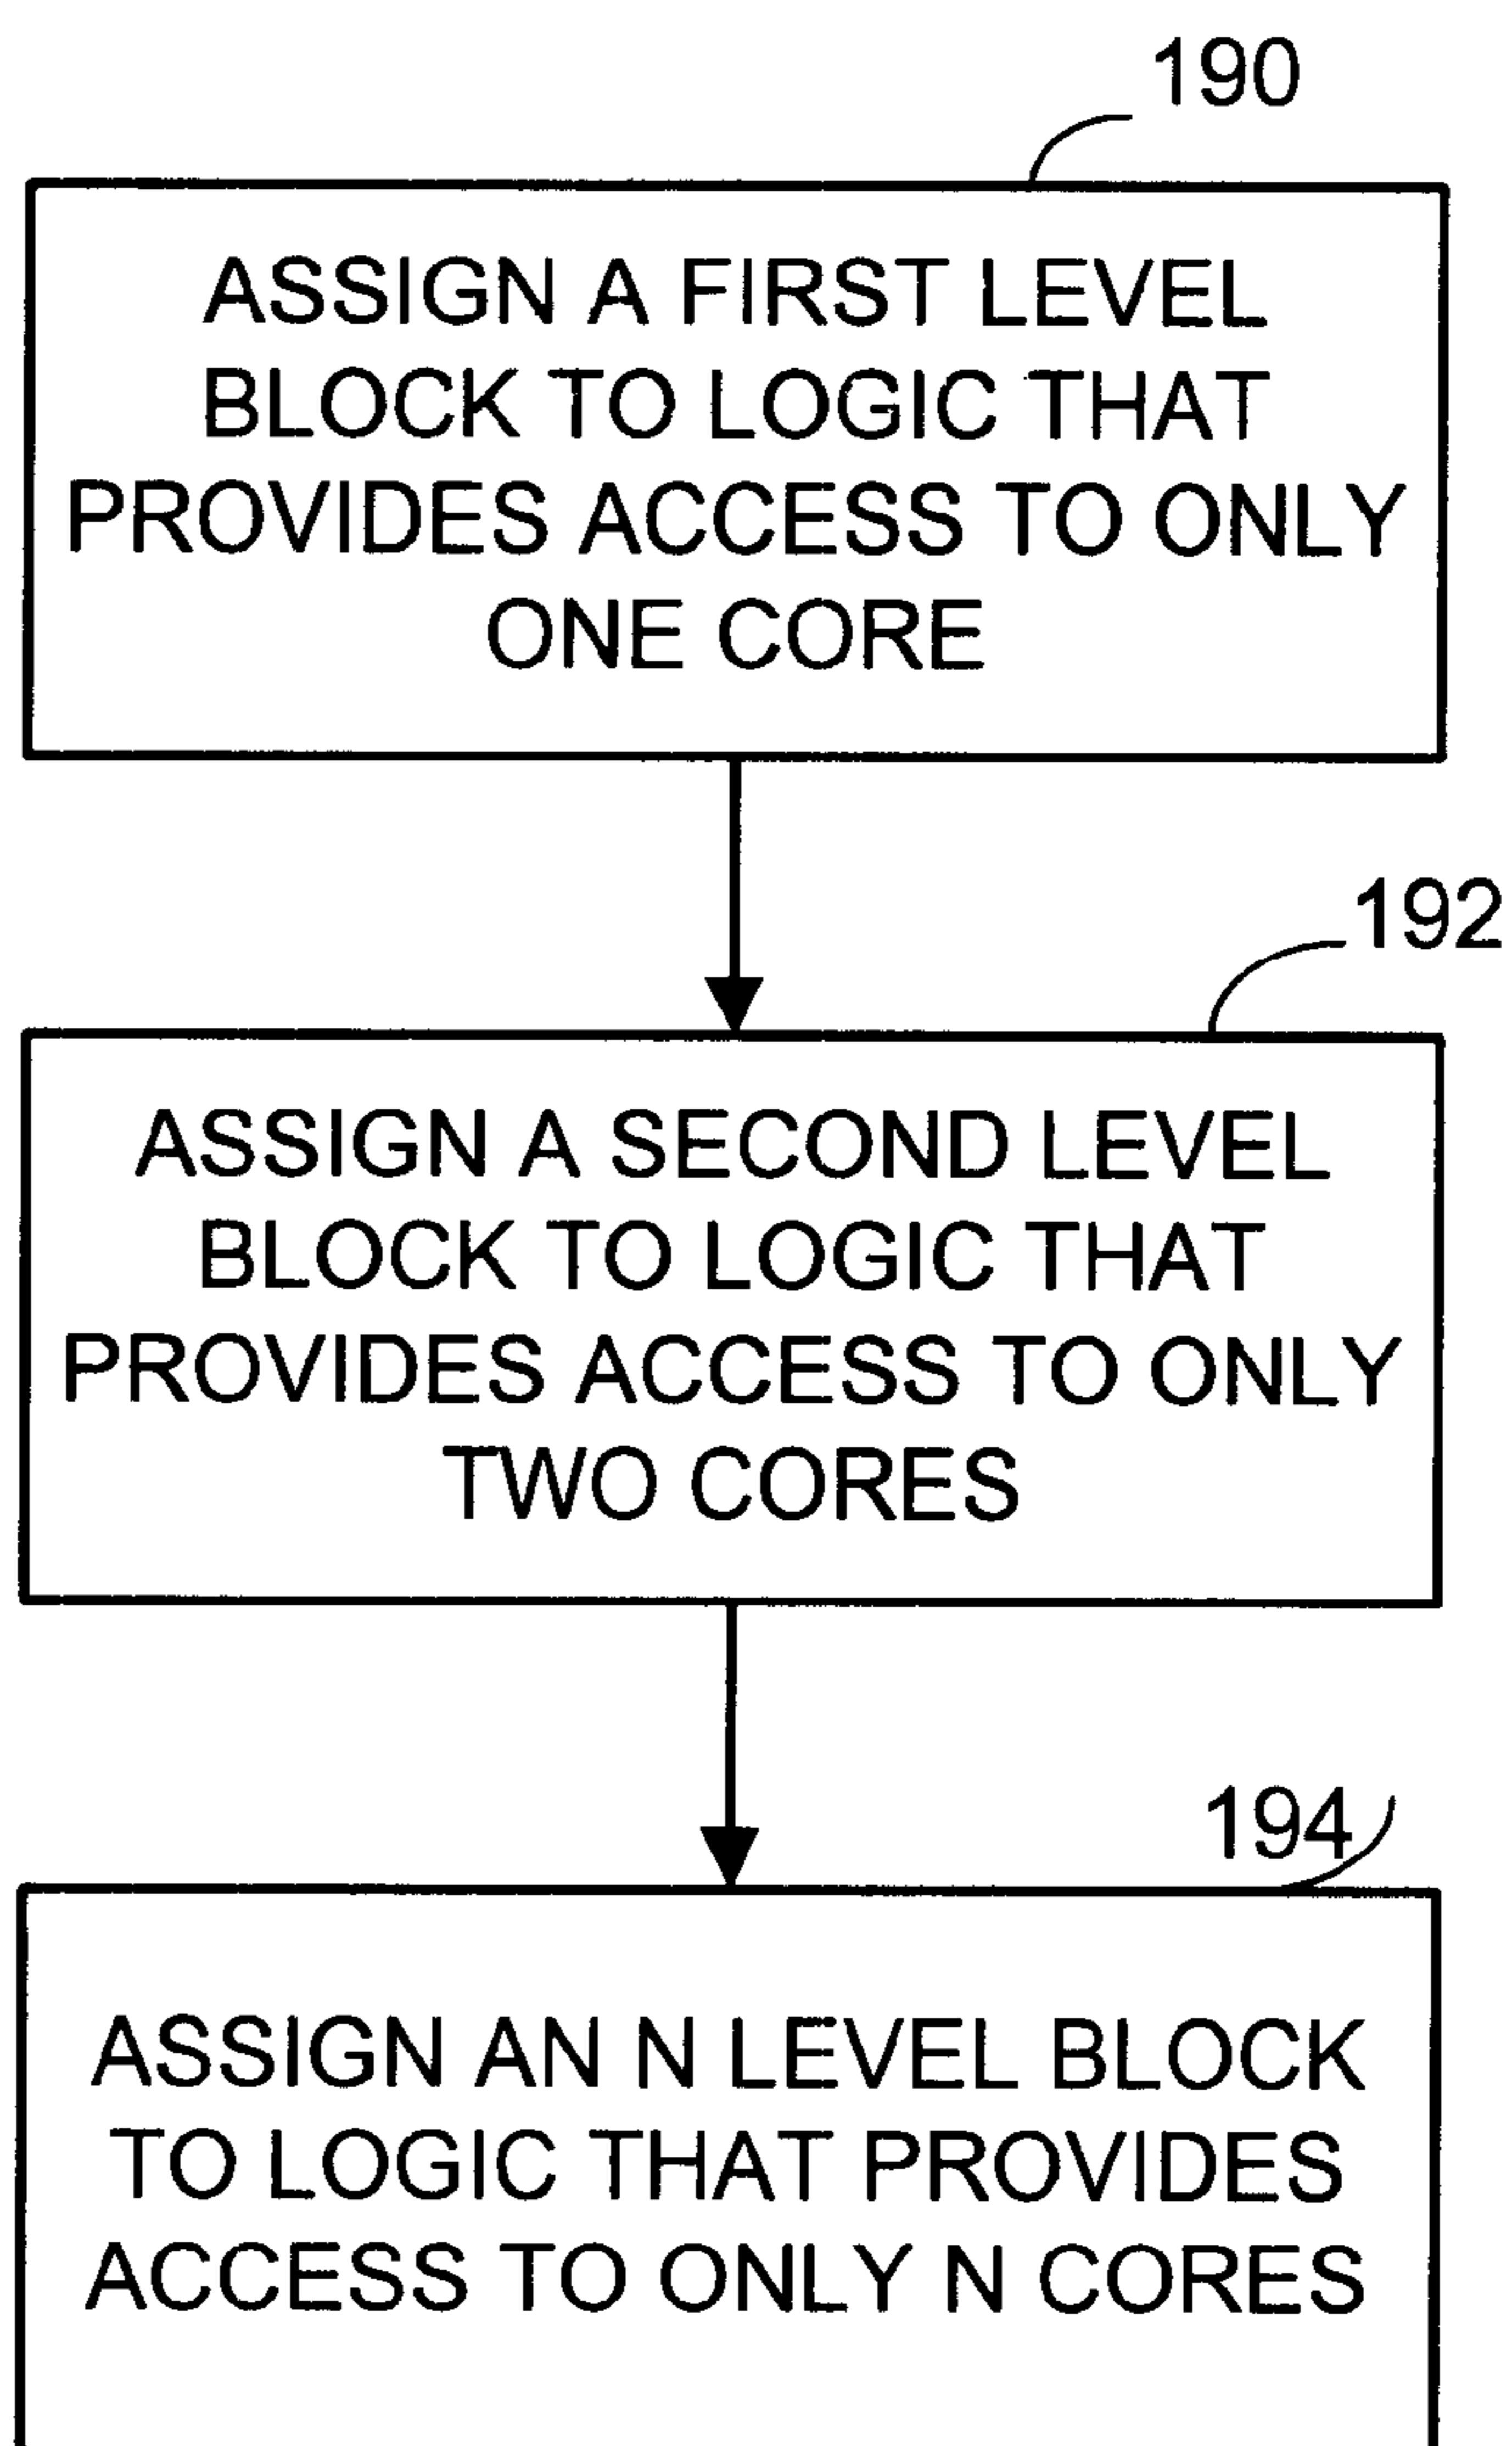 190
ASSIGN A FIRST LEVEL
BLOCK TO LOGIC THAT
PROVIDES ACCESS TO ONLY
ONE CORE
192
ASSIGN A SECOND LEVEL
BLOCK TO LOGIC THAT
PROVIDES ACCESS TO ONLY
TWO CORES
194
ASSIGN AN N LEVEL BLOCK
TO LOGIC THAT PROVIDES
ACCESS TO ONLY N CORES